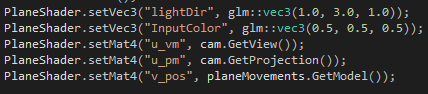 PlaneShader.setVec3("lightDir", glm::vec3(1.0, 3.0, 1.0));
PlaneShader.setVec3("InputColor", glm::vec3(0.5, 0.5, 0.5));
PlaneShader.setMat4("u_vm", cam.GetView());
PlaneShader.setMat4("u_pm", cam.GetProjection());
PlaneShader.setMat4("v_pos", planeMovements.GetModel());